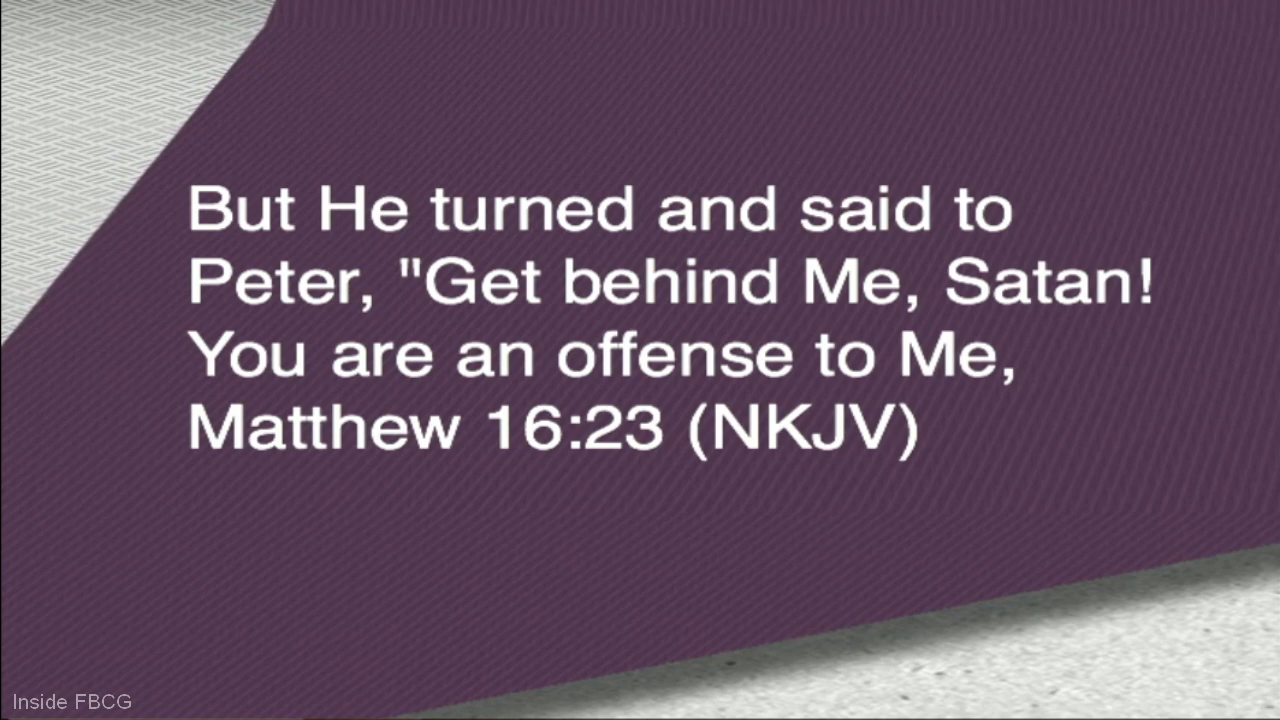 But He turned and said to
Peter, "Get behind Me, Satan!
You are an offense to Me,
Matthew 16:23 (NKJV)
Inside FBCG